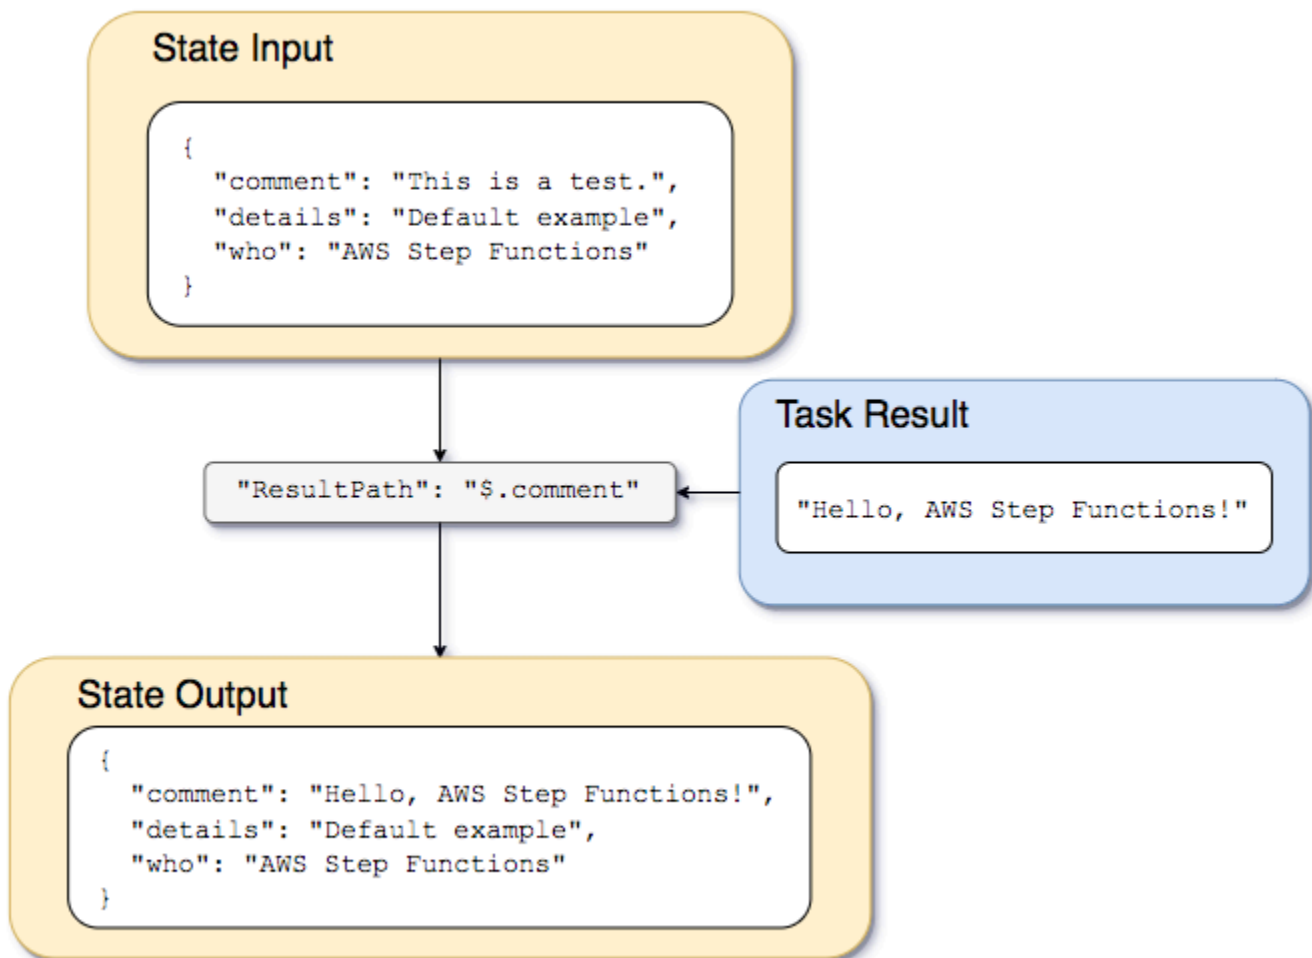 State Input
{
"comment": "This is a test.",
"details": "Default example",
"who": "AWS Step Functions"
}
Task Result
"ResultPath": "$.comment"
"Hello, AWS Step Functions!"
State Output
{
"comment": "Hello, AWS Step Functions!",
"details": "Default example",
"who": "AWS Step Functions"
}